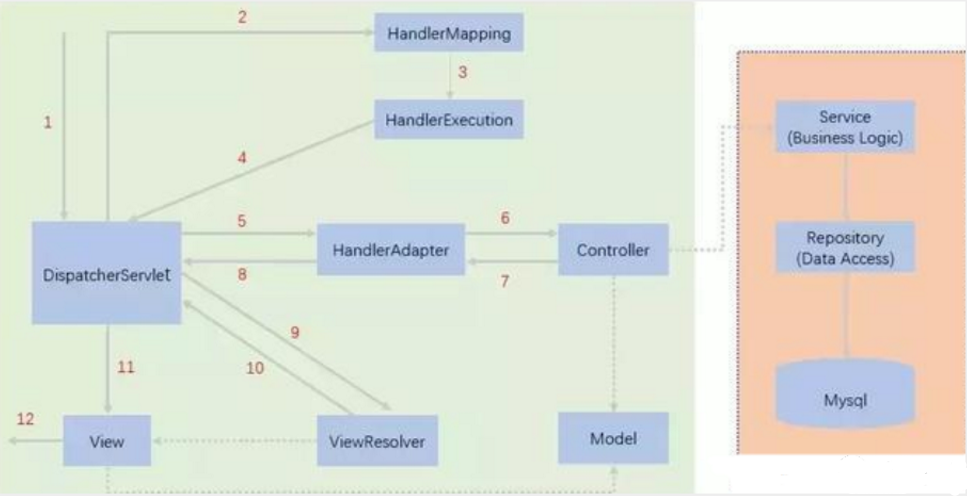 2
HandlerMapping
3
1
HandlerExecution
Service
(Business Logic)
4
5
6
HandlerAdapter
Controller
Repository
(Data Access)
DispatcherServlet
8
7
9
10
11
Mysql
12
View
ViewResolver
Model